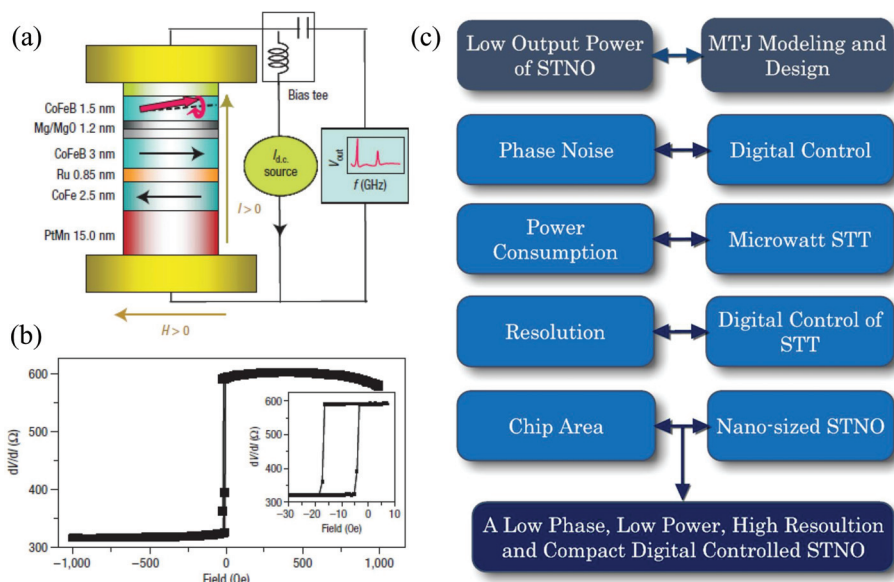 (a)
CoFeB 1.5 nm
Mg/MgO 1.2 nm
CoFeB 3 nm
Ru 0.85 nm
CoFe 2.5 nm
PtMn 15.0 nm
I > 0
H > 0
Bias tee
I d.c.
source
V out
f (GHz)
(b)
dV/dI (Ω)
600
500
400
300
-1,000
-500
0
500
1,000
Field (Oe)
dV/dI (Ω)
600
500
400
300
-30
-20
-15
-10
-5
0
5
10
Field (Oe)
(c)
Low Output Power
of STNO
MTJ Modeling and
Design
Phase Noise
Digital Control
Power
Consumption
Microwatt STT
Resolution
Digital Control of
STT
Chip Area
Nano-sized STNO
A Low Phase, Low Power, High Resoultion
and Compact Digital Controlled STNO